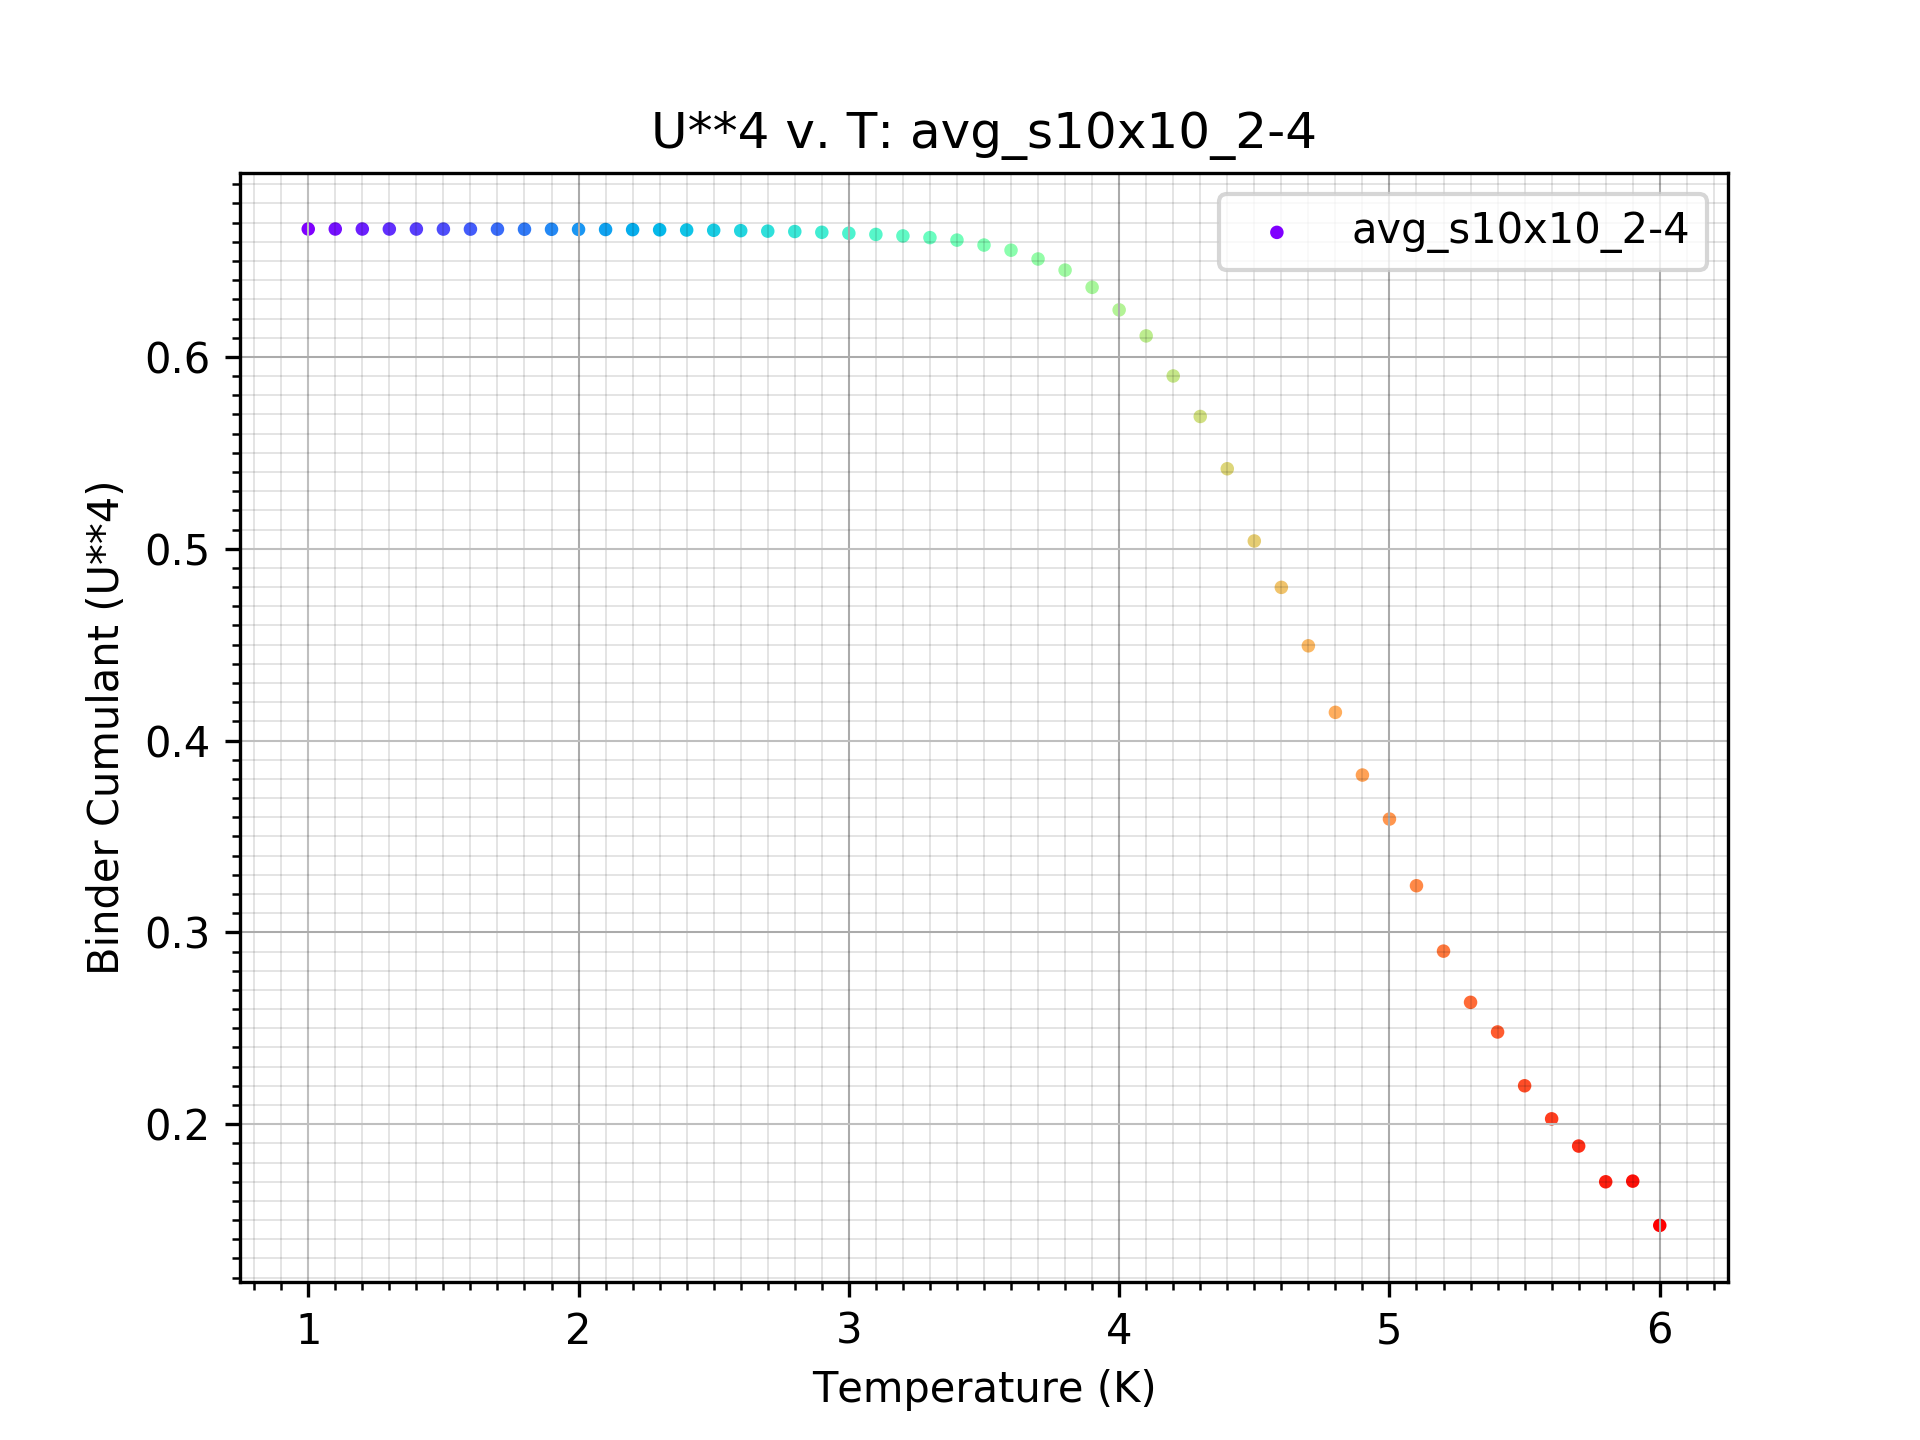 U**4 v. T: avg_s10x10_2-4
avg_s10x10_2-4
Binder Cumulant (U**4)
0.6
0.5
0.4
0.3
0.2
1 2 3 4 5 6
Temperature (K)